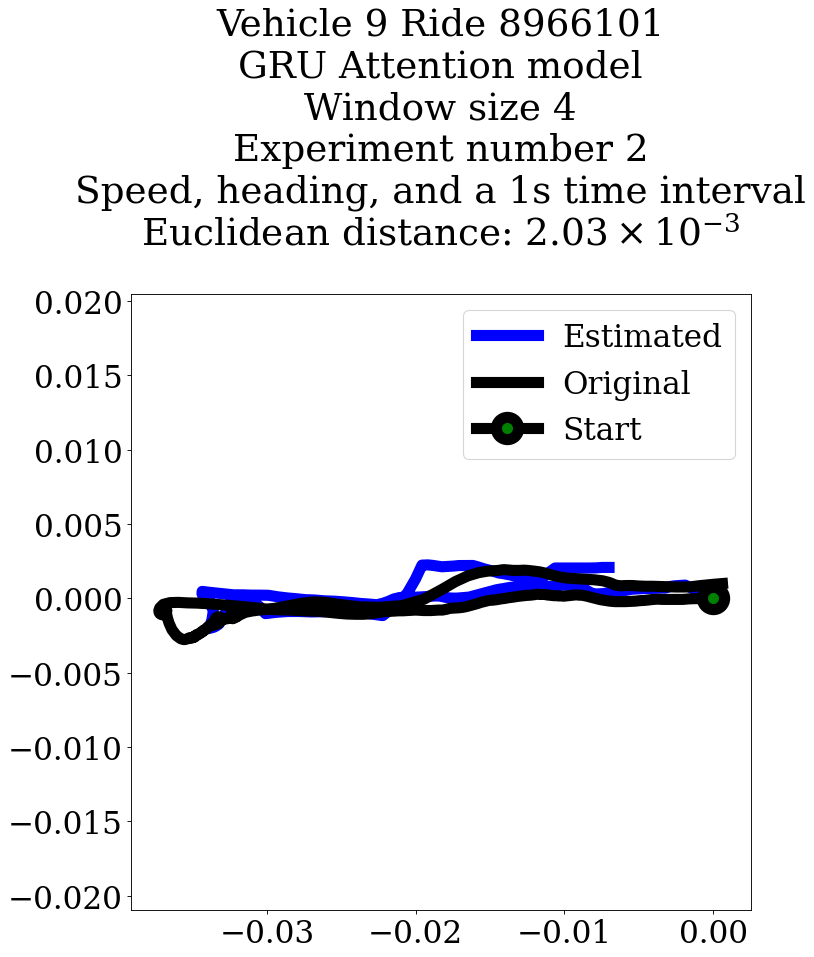 Vehicle 9 Ride 8966101
GRU Attention model
Window size 4
Experiment number 2
Speed, heading, and a 1s time interval
Euclidean distance: 2.03 × 10⁻³
Estimated
Original
Start
0.020
0.015
0.010
0.005
0.000
−0.005
−0.010
−0.015
−0.020
−0.03 −0.02 −0.01 0.00